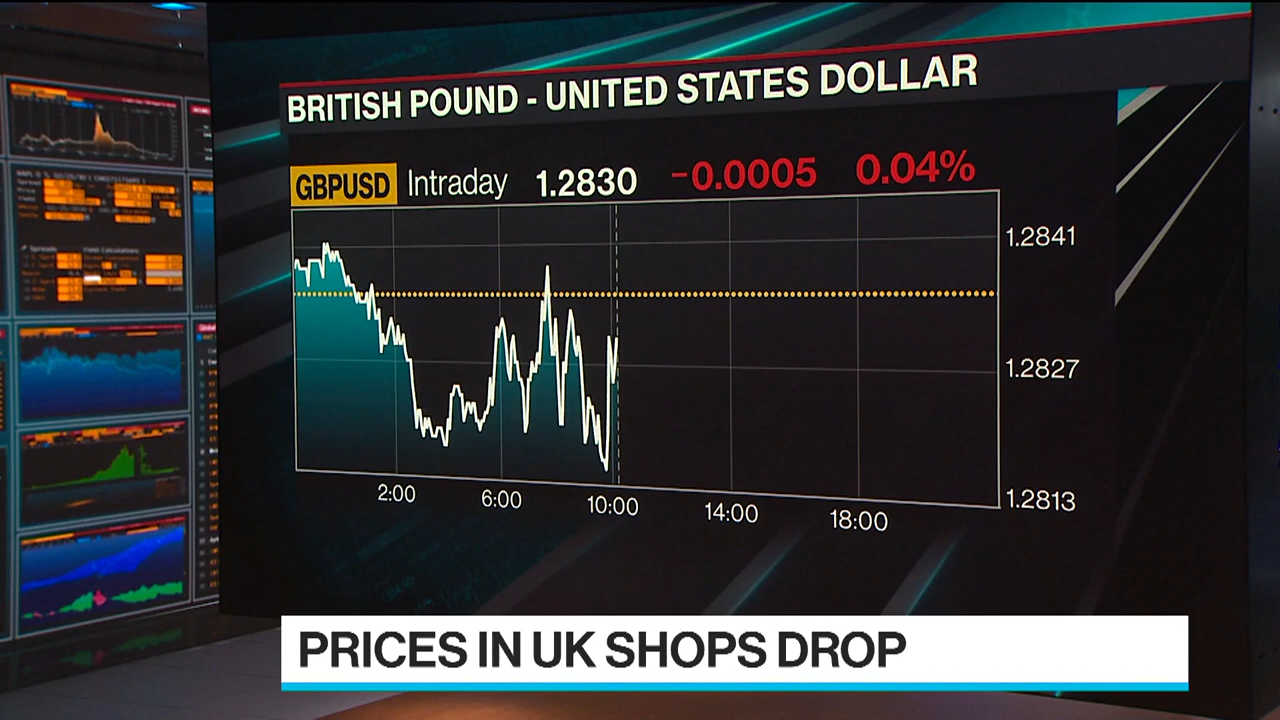 BRITISH POUND - UNITED STATES DOLLAR
GBPUSD Intraday 1.2830 -0.0005 0.04%
1.2841
1.2827
1.2813
2:00 6:00 10:00 14:00 18:00
PRICES IN UK SHOPS DROP